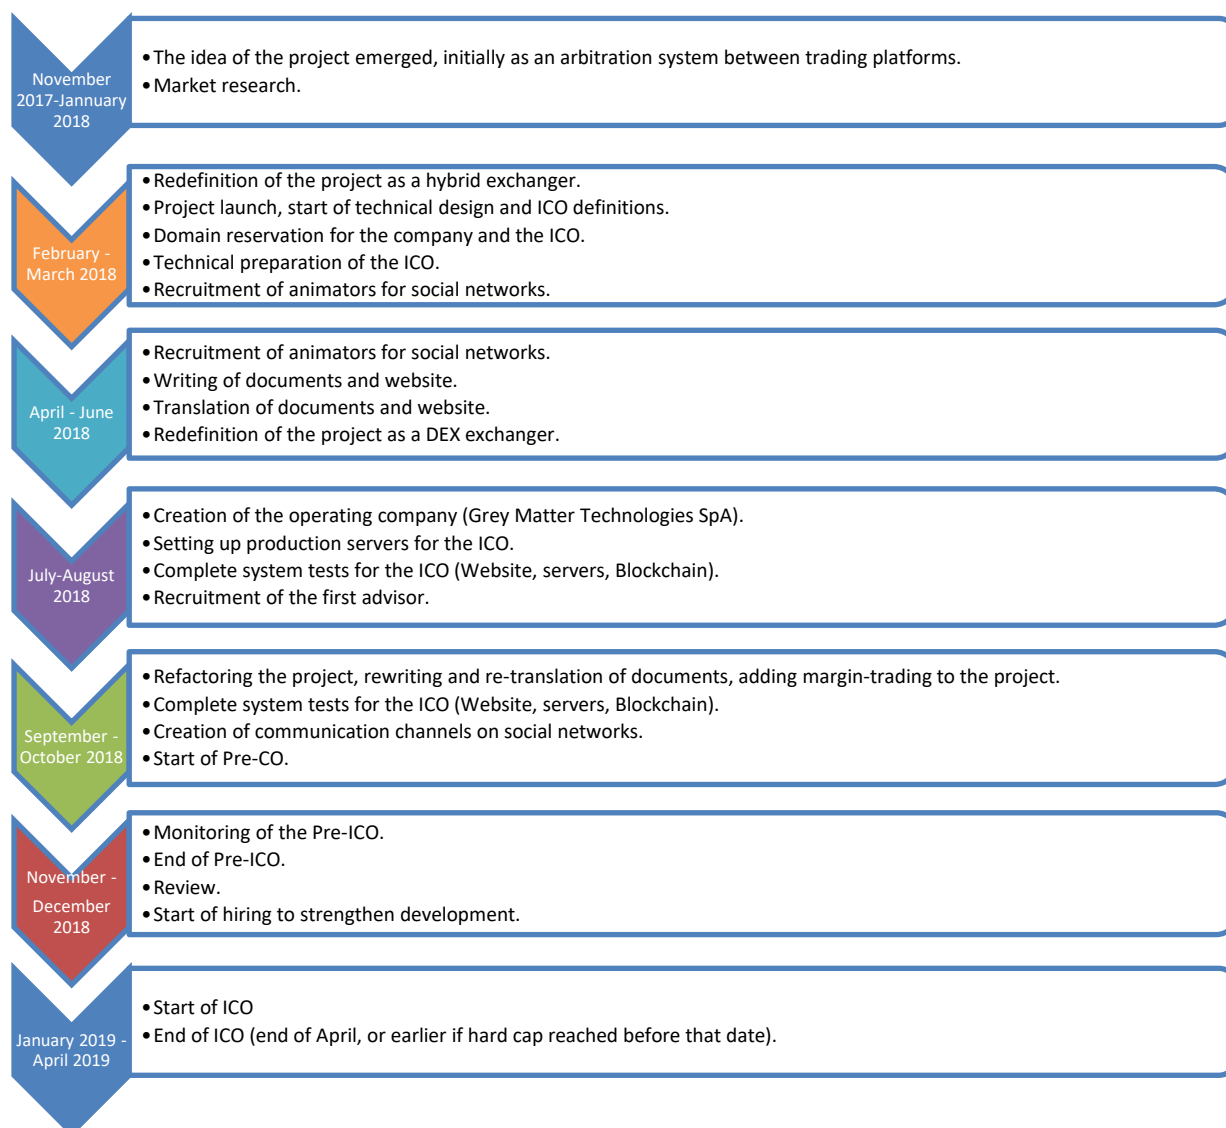 November
2017-Jannuary
2018
•The idea of the project emerged, initially as an arbitration system between trading platforms.
•Market research.
February -
March 2018
•Redefinition of the project as a hybrid exchanger.
•Project launch, start of technical design and ICO definitions.
•Domain reservation for the company and the ICO.
•Technical preparation of the ICO.
•Recruitment of animators for social networks.
April - June
2018
•Recruitment of animators for social networks.
•Writing of documents and website.
•Translation of documents and website.
•Redefinition of the project as a DEX exchanger.
July-August
2018
•Creation of the operating company (Grey Matter Technologies SpA).
•Setting up production servers for the ICO.
•Complete system tests for the ICO (Website, servers, Blockchain).
•Recruitment of the first advisor.
September -
October 2018
•Refactoring the project, rewriting and re-translation of documents, adding margin-trading to the project.
•Complete system tests for the ICO (Website, servers, Blockchain).
•Creation of communication channels on social networks.
•Start of Pre-CO.
November -
December
2018
•Monitoring of the Pre-ICO.
•End of Pre-ICO.
•Review.
•Start of hiring to strengthen development.
January 2019 -
April 2019
•Start of ICO
•End of ICO (end of April, or earlier if hard cap reached before that date).